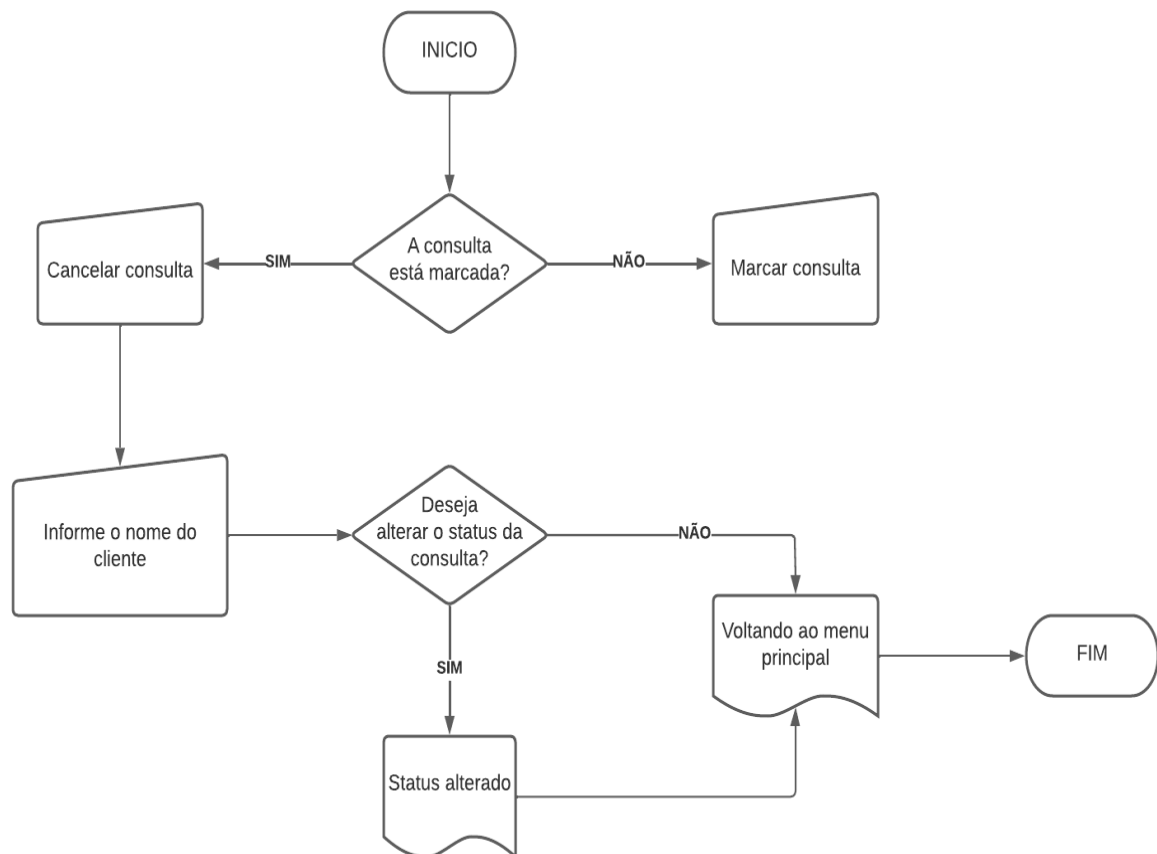 INICIO
A consulta
está marcada?
SIM
NÃO
Cancelar consulta
Marcar consulta
Informe o nome do
cliente
Deseja
alterar o status da
consulta?
NÃO
SIM
Voltando ao menu
principal
FIM
Status alterado